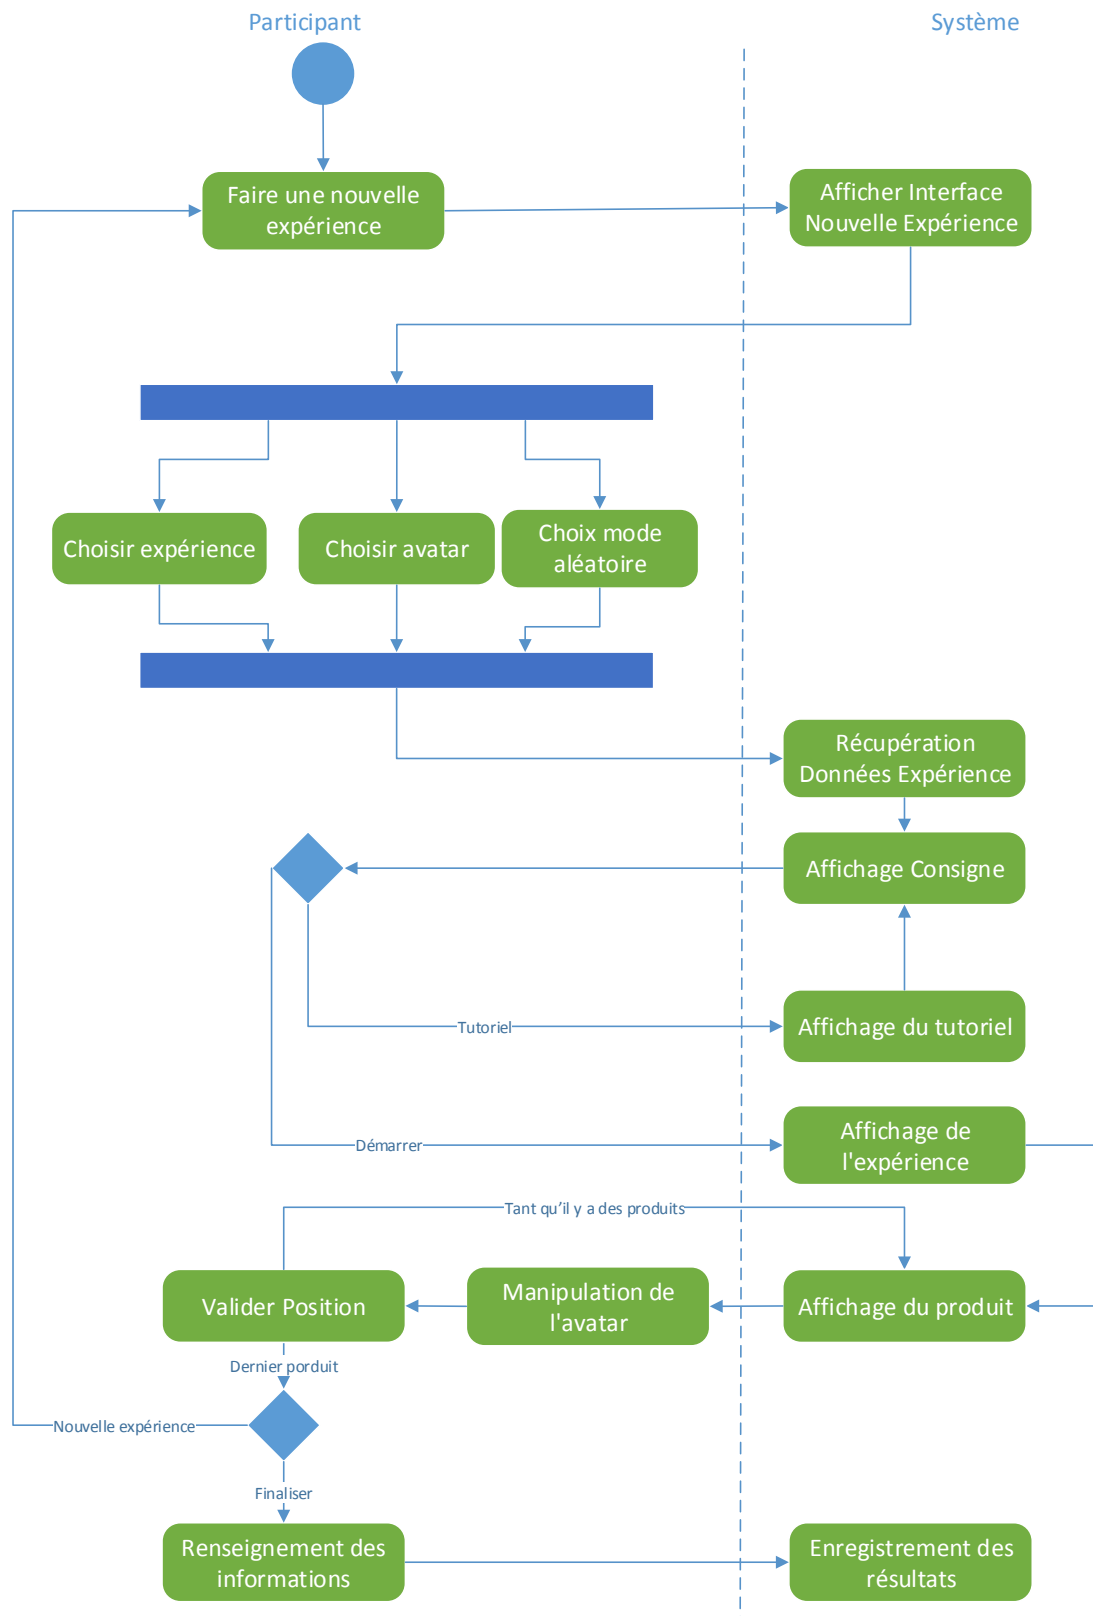 Participant
Système
Faire une nouvelle
expérience
Afficher Interface
Nouvelle Expérience
Choisir expérience
Choisir avatar
Choix mode
aléatoire
Récupération
Données Expérience
Affichage Consigne
Tutoriel
Affichage du tutoriel
Démarrer
Affichage de
l'expérience
Tant qu'il y a des produits
Valider Position
Manipulation de
l'avatar
Affichage du produit
Dernier porduit
Nouvelle expérience
Finaliser
Renseignement des
informations
Enregistrement des
résultats